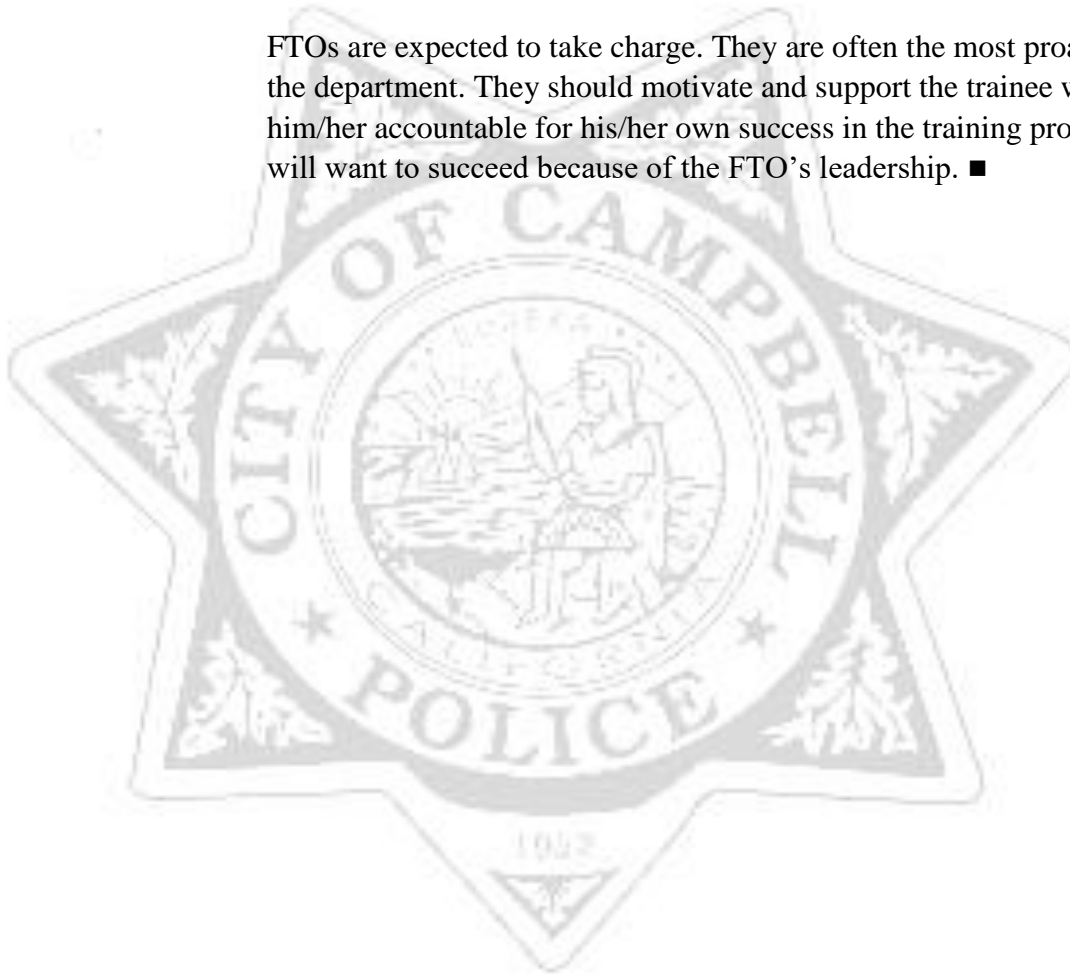 FTOs are expected to take charge. They are often the most
the department. They should motivate and support the trainee
him/her accountable for his/her own success in the training
will want to succeed because of the FTO’s leadership. ■
CITY OF CAMPBELL
CALIFORNIA
POLICE